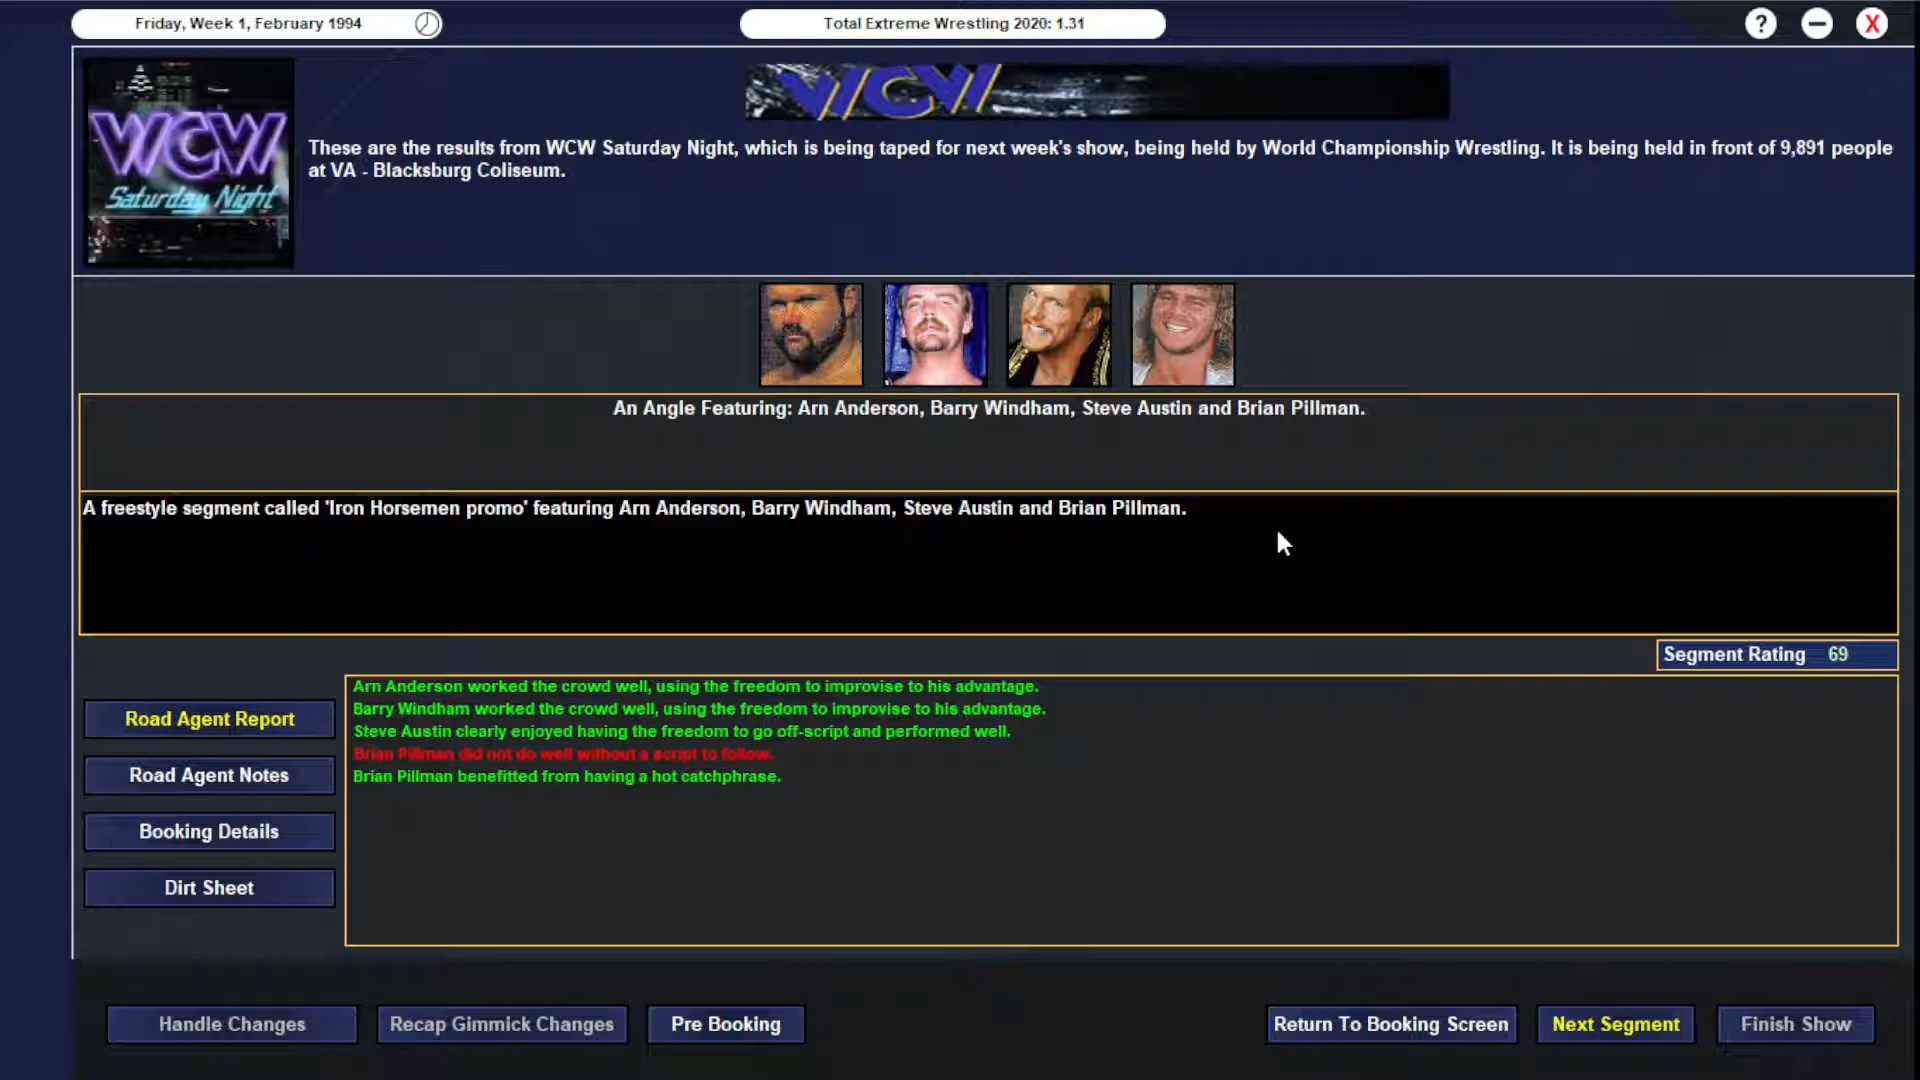 Friday, Week 1, February 1994
Total Extreme Wrestling 2020: 1.31
?
X
WCW
WCW
Saturday Night
These are the results from WCW Saturday Night, which is being taped for next week's show, being held by World Championship Wrestling. It is being held in front of 9,891 people
at VA - Blacksburg Coliseum.
An Angle Featuring: Arn Anderson, Barry Windham, Steve Austin and Brian Pillman.
A freestyle segment called 'Iron Horsemen promo' featuring Arn Anderson, Barry Windham, Steve Austin and Brian Pillman.
Segment Rating 69
Road Agent Report
Road Agent Notes
Booking Details
Dirt Sheet
Arn Anderson worked the crowd well, using the freedom to improvise to his advantage.
Barry Windham worked the crowd well, using the freedom to improvise to his advantage.
Steve Austin clearly enjoyed having the freedom to go off-script and performed well.
Brian Pillman did not do well without a script to follow.
Brian Pillman benefitted from having a hot catchphrase.
Handle Changes
Recap Gimmick Changes
Pre Booking
Return To Booking Screen
Next Segment
Finish Show